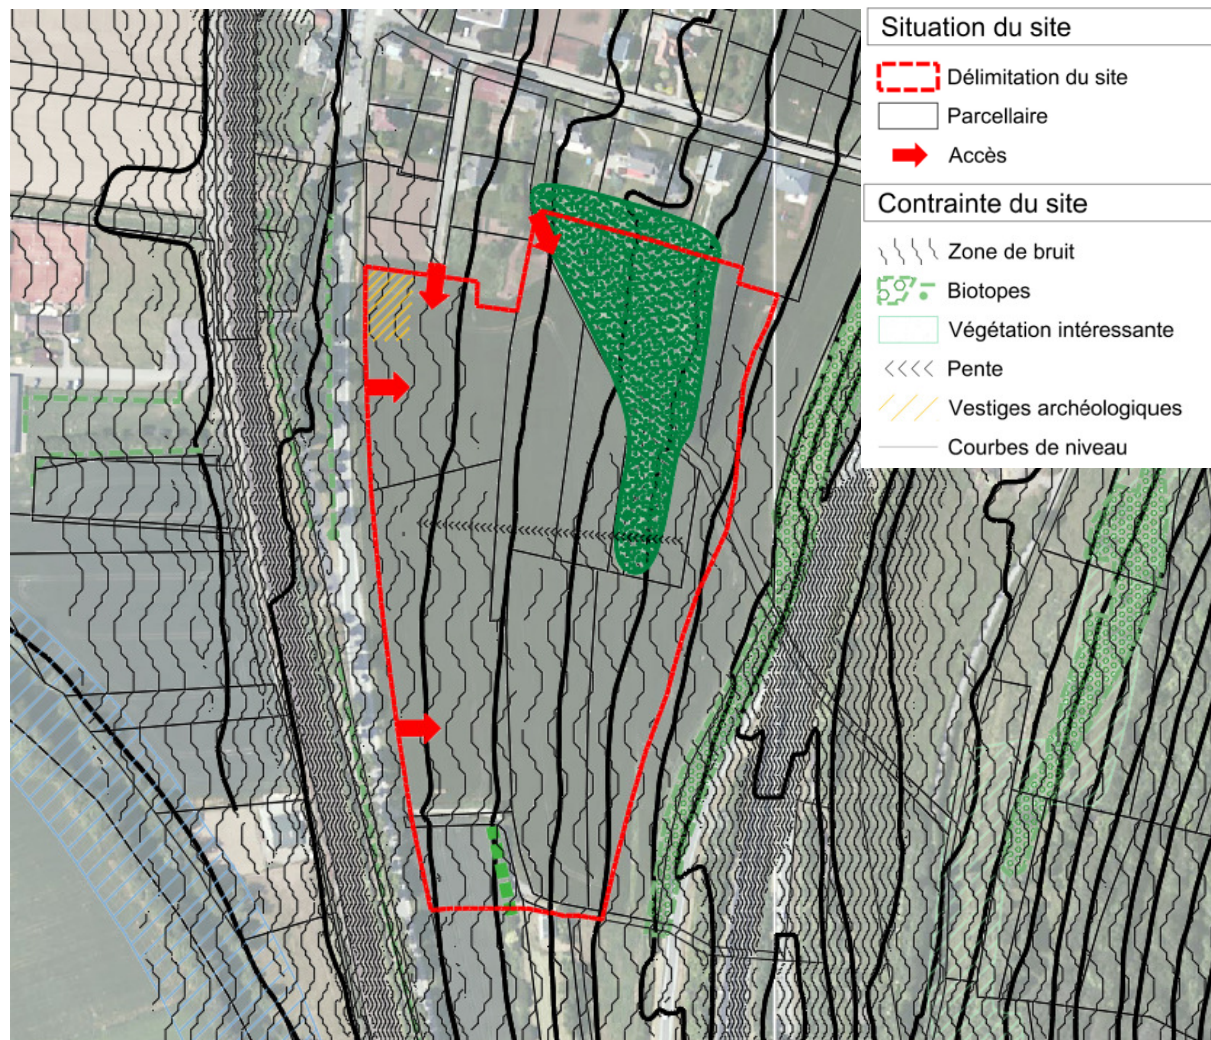 Situation du site
Délimitation du site
Parcellaire
Accès
Contrainte du site
Zone de bruit
Biotopes
Végétation intéressante
Pente
Vestiges archéologiques
Courbes de niveau